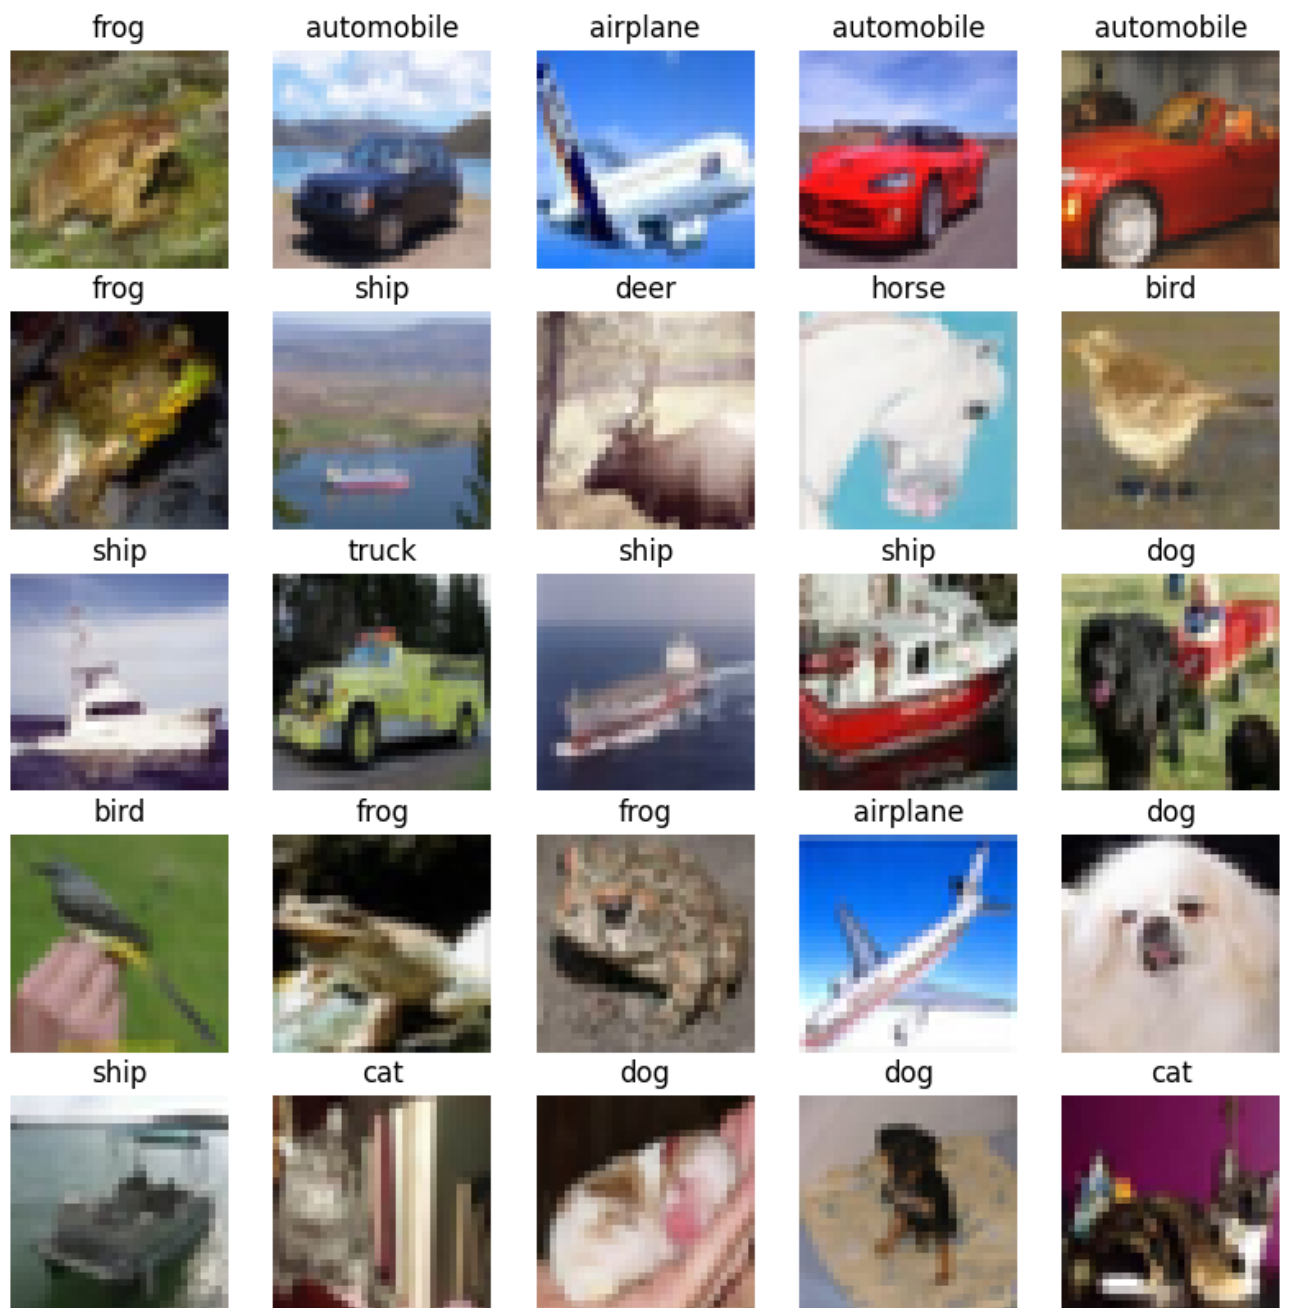 frog automobile airplane automobile automobile
frog ship deer horse bird
ship truck ship ship dog
bird frog frog airplane dog
ship cat dog dog cat